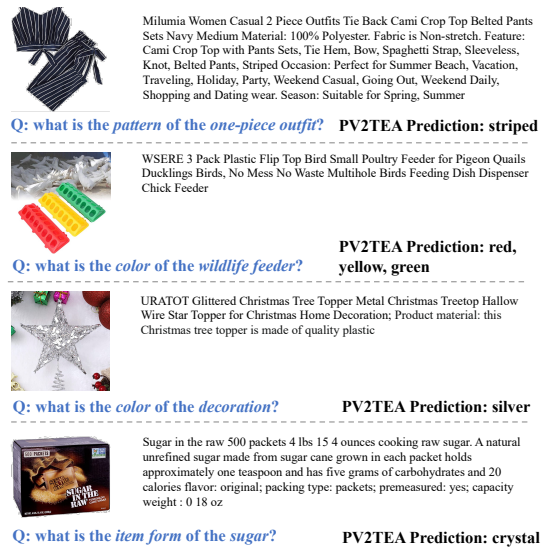 Milumia Women Casual 2 Piece Outfits Tie Back Cami Crop Top Belted Pants
Sets Navy Medium Material: 100% Polyester. Fabric is Non-stretch. Feature:
Cami Crop Top with Pants Sets, Tie Hem, Bow, Spaghetti Strap, Sleeveless,
Knot, Belted Pants, Striped Occasion: Perfect for Summer Beach, Vacation,
Traveling, Holiday, Party, Weekend Casual, Going Out, Weekend Daily,
Shopping and Dating wear. Season: Suitable for Spring, Summer
Q: what is the pattern of the one-piece outfit? PV2TEA Prediction: striped
WSERE 3 Pack Plastic Flip Top Bird Small Poultry Feeder for Pigeon Quails
Ducklings Birds, No Mess No Waste Multihole Birds Feeding Dish Dispenser
Chick Feeder
Q: what is the color of the wildlife feeder?
PV2TEA Prediction: red,
yellow, green
URATOT Glittered Christmas Tree Topper Metal Christmas Treetop Hallow
Wire Star Topper for Christmas Home Decoration; Product material: this
Christmas tree topper is made of quality plastic
Q: what is the color of the decoration? PV2TEA Prediction: silver
Sugar in the raw 500 packets 4 lbs 15 4 ounces cooking raw sugar. A natural
unrefined sugar made from sugar cane grown in each packet holds
approximately one teaspoon and has five grams of carbohydrates and 20
calories flavor: original; packing type: packets; premeasured: yes; capacity
weight : 0 18 oz
PACKETS
SUGAR
IN THE
RAW
Q: what is the item form of the sugar? PV2TEA Prediction: crystal